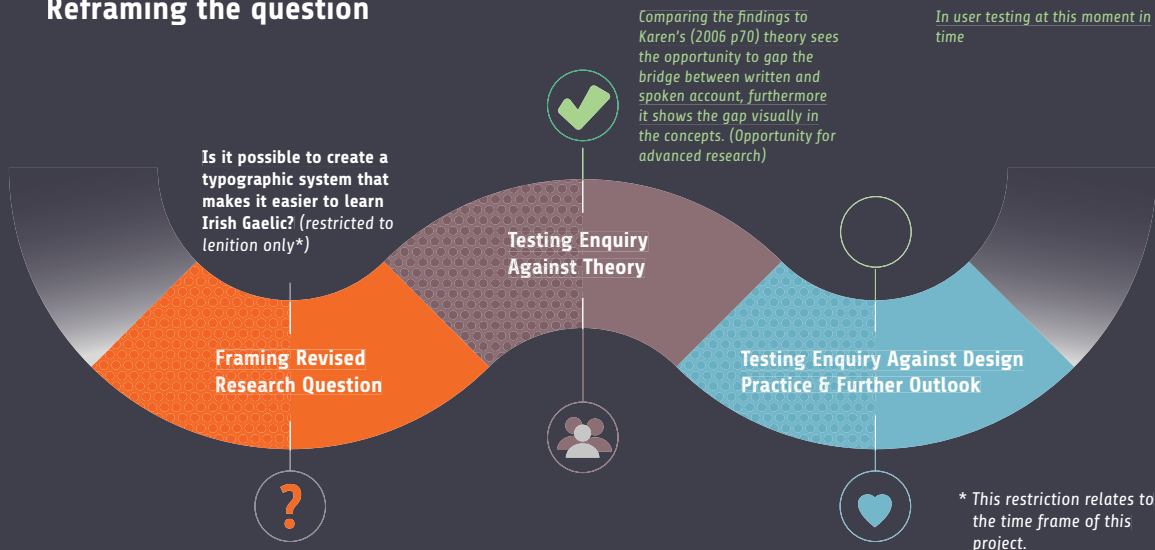 Reframing the question
Comparing the findings to
Karen's (2006 p70) theory sees
the opportunity to gap the
bridge between written and
spoken account, furthermore
it shows the gap visually in
the concepts. (Opportunity for
advanced research)
In user testing at this moment in
time
Is it possible to create a
typographic system that
makes it easier to learn
Irish Gaelic? (restricted to
lenition only*)
Testing Enquiry
Against Theory
Framing Revised
Research Question
Testing Enquiry Against Design
Practice & Further Outlook
?
* This restriction relates to
the time frame of this
project.